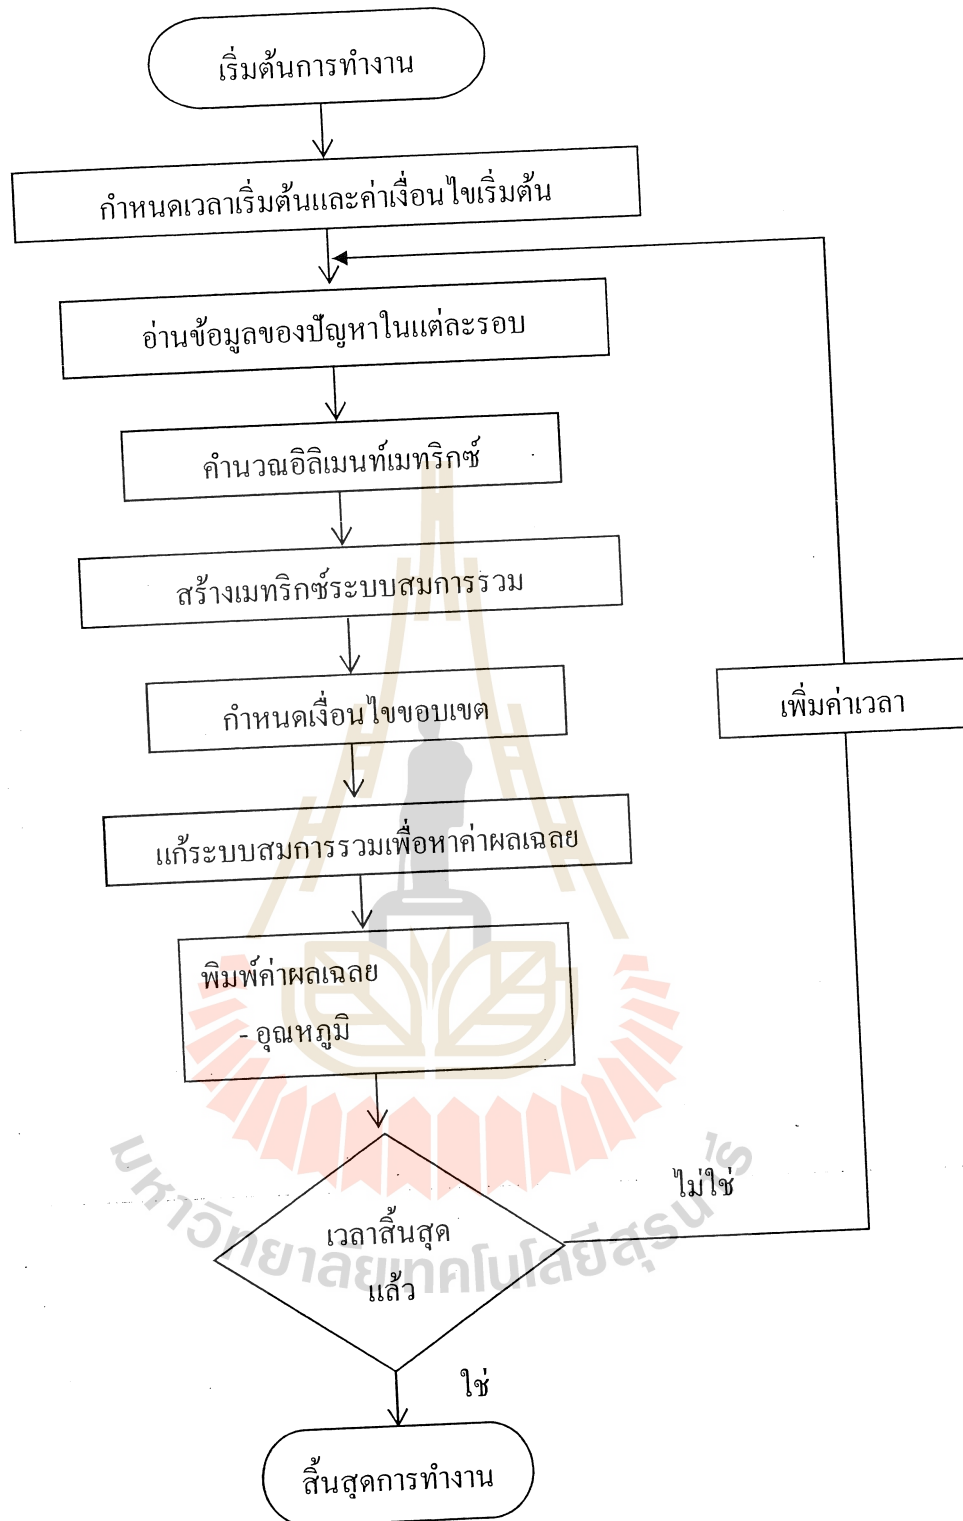 เริ่มต้นการทำงาน
กำหนดเวลาเริ่มต้นและค่าเงื่อนไขเริ่มต้น
อ่านข้อมูลของปัญหาในแต่ละรอบ
คำนวณอิลิเมนท์เมทริกซ์
สร้างเมทริกซ์ระบบสมการรวม
กำหนดเงื่อนไขขอบเขต
เพิ่มค่าเวลา
แก้ระบบสมการรวมเพื่อหาค่าผลเฉลย
พิมพ์ค่าผลเฉลย
- อุณหภูมิ
ไม่ใช่
เวลาสิ้นสุด
แล้ว
ใช่
สิ้นสุดการทำงาน
มหาวิทยาลัยเทคโนโลยีสุรนารี